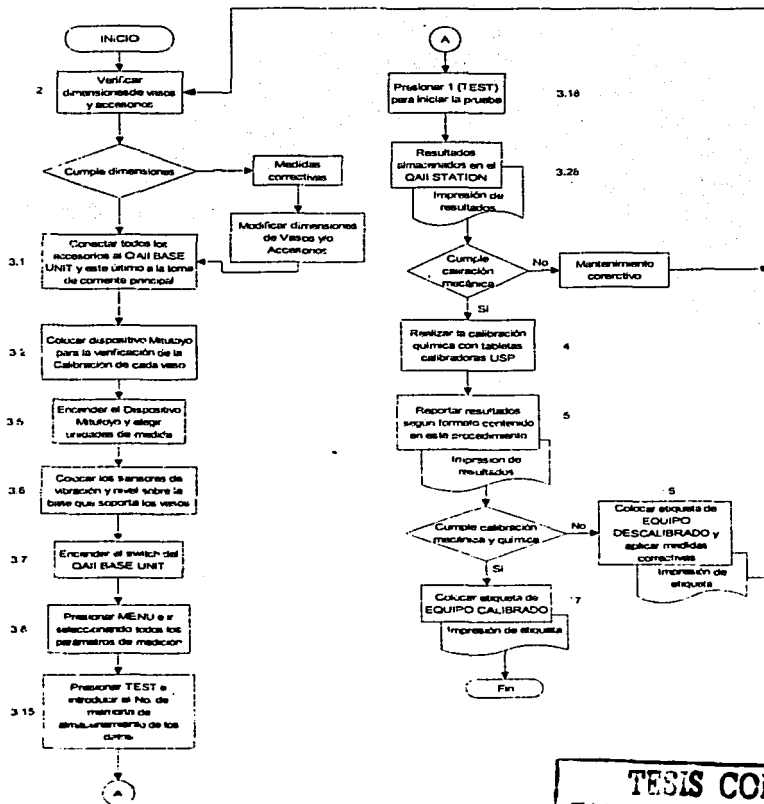 INICIO
2
Verificar
dimensiones de vasos
y accesorios
Cumple dimensiones
Medidas
correctivas
Modificar dimensiones
de Vasos y/o
Accesorios
3.1
Conectar todos los
accesorios al QAII BASE
UNIT y este último a la toma
de corriente principal
3.2
Colocar dispositivo Mitutoyo
para la verificación de la
Calibración de cada vaso
3.5
Encender el Dispositivo
Mitutoyo y elegir
unidades de medida
3.6
Colocar los sensores de
vibración y nivel sobre la
base que soporta los vasos
3.7
Encender el switch del
QAII BASE UNIT
3.8
Presionar MENU e ir
seleccionando todos los
parámetros de medición
3.15
Presionar TEST e
introducir el No. de
memoria de
almacenamiento de los
datos
A
A
Presionar 1 (TEST)
para iniciar la prueba
3.18
Resultados
almacenados en el
QAII STATION
3.28
Impresión de
resultados
Cumple
calibración
mecánica
No
Mantenimiento
correctivo
SI
Realizar la calibración
química con tabletas
calibradoras USP
4
Reportar resultados
según formato contenido
en este procedimiento
5
Impresión de
resultados
Cumple calibración
mecánica y química
No
Colocar etiqueta de
EQUIPO
DESCALIBRADO y
aplicar medidas
correctivas
Impresión de
etiqueta
SI
Colocar etiqueta de
EQUIPO CALIBRADO
7
Impresión de etiqueta
Fin
TESIS CO